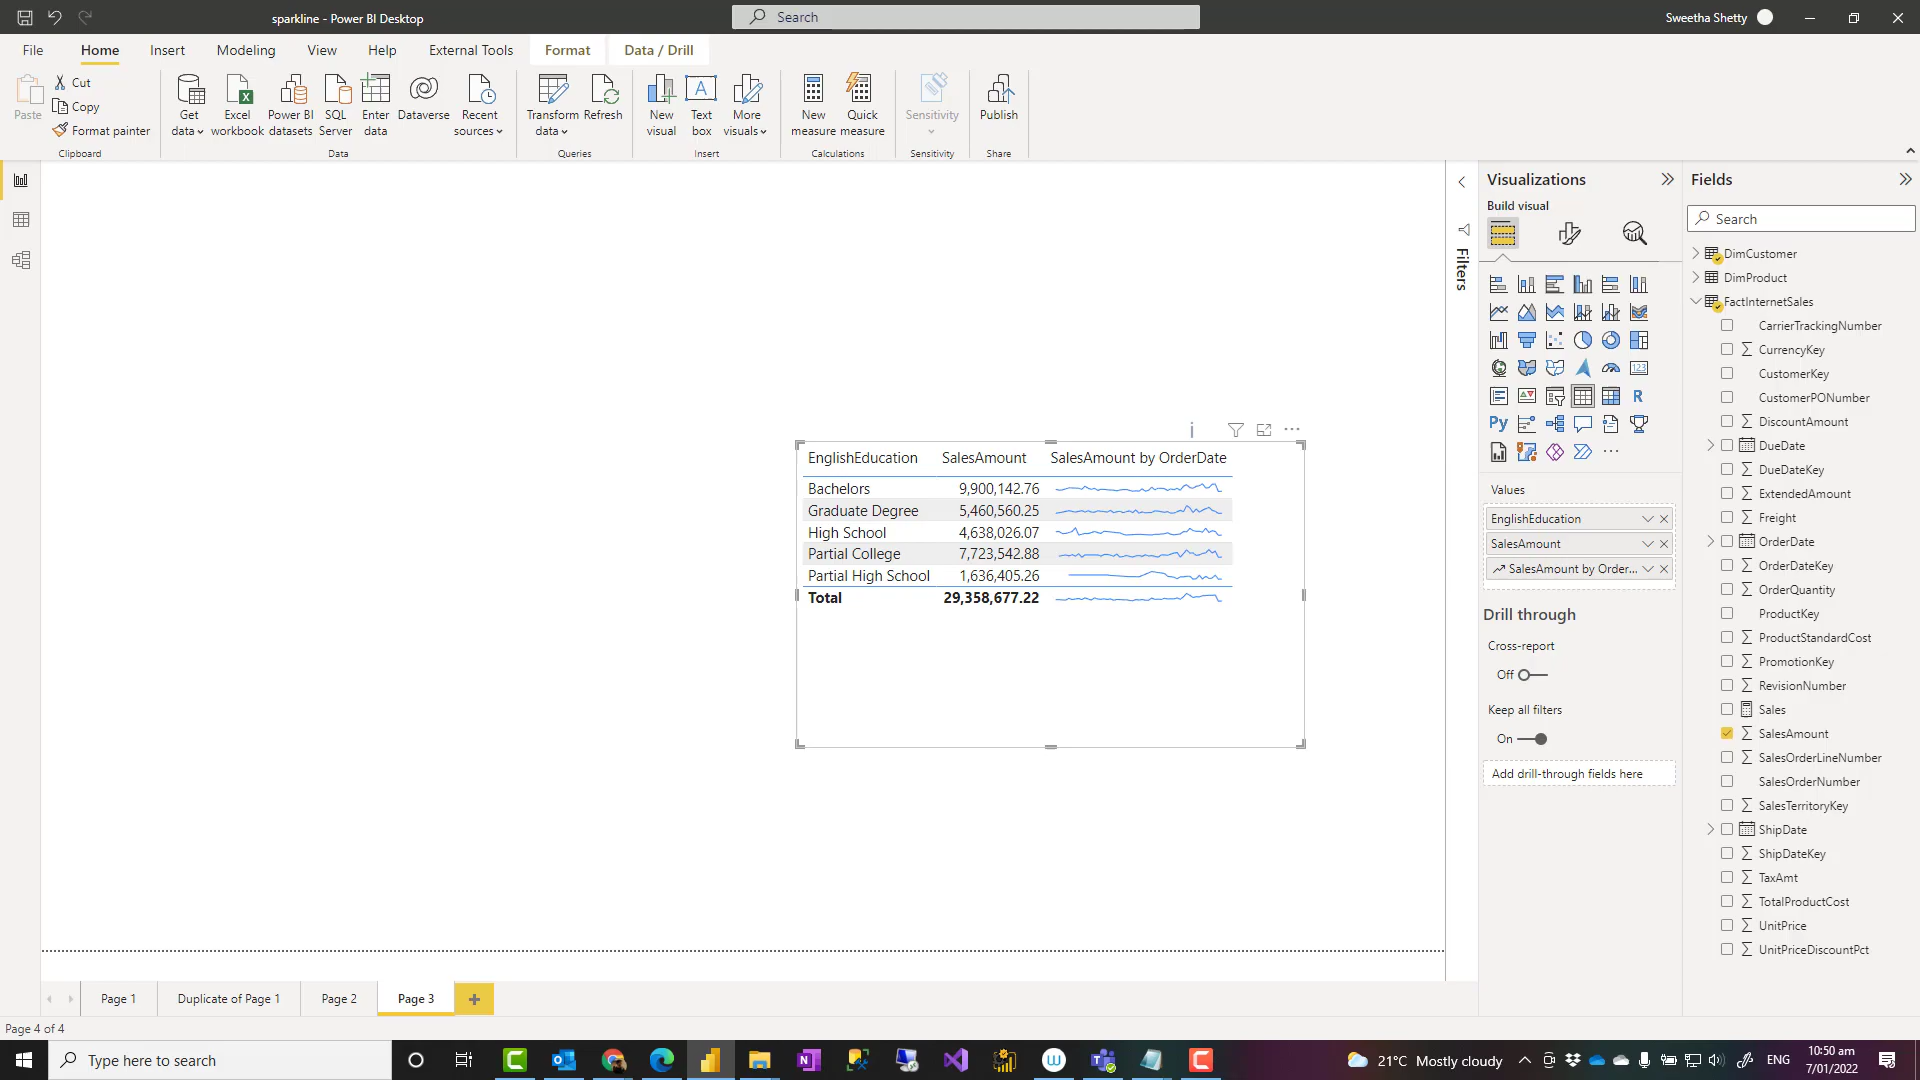 sparkline - Power BI Desktop
Search
Sweetha Shetty
File Home Insert Modeling View Help External Tools Format Data / Drill
Paste
Cut
Copy
Format painter
Clipboard
Get data
Excel workbook
Power BI datasets
SQL Server
Enter data
Dataverse
Recent sources
Data
Transform data
Refresh
Queries
New visual
Text box
More visuals
Insert
New measure
Quick measure
Calculations
Sensitivity
Sensitivity
Publish
Share
EnglishEducation SalesAmount SalesAmount by OrderDate
Bachelors 9,900,142.76
Graduate Degree 5,460,560.25
High School 4,638,026.07
Partial College 7,723,542.88
Partial High School 1,636,405.26
Total 29,358,677.22
Filters
Visualizations
Build visual
123
R
Py
Values
EnglishEducation
SalesAmount
SalesAmount by Order...
Drill through
Cross-report
Off
Keep all filters
On
Add drill-through fields here
Fields
Search
DimCustomer
DimProduct
FactInternetSales
CarrierTrackingNumber
CurrencyKey
CustomerKey
CustomerPONumber
DiscountAmount
DueDate
DueDateKey
ExtendedAmount
Freight
OrderDate
OrderDateKey
OrderQuantity
ProductKey
ProductStandardCost
PromotionKey
RevisionNumber
Sales
SalesAmount
SalesOrderLineNumber
SalesOrderNumber
SalesTerritoryKey
ShipDate
ShipDateKey
TaxAmt
TotalProductCost
UnitPrice
UnitPriceDiscountPct
Page 1 Duplicate of Page 1 Page 2 Page 3
Page 4 of 4
Type here to search
21°C Mostly cloudy
ENG
10:50 am
7/01/2022